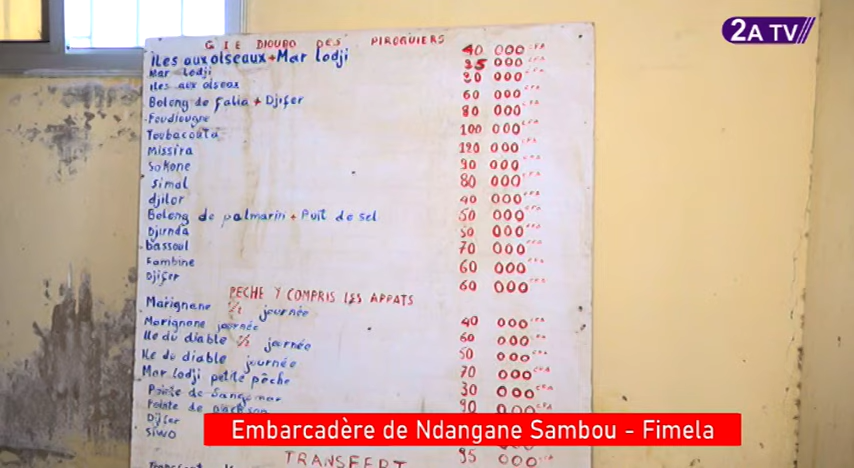 2A TV
GIE DIOUBO DES PIROGUIERS
iles aux oiseaux + Mar lodji 40 000 CFA
Mar lodji 35 000 CFA
iles aux oiseaux 000 CFA
Bolong de Falia + Djifer 60 000 CFA
Foudiougne 80 000 CFA
Toubacouta 100 000 CFA
Missira 120 000 CFA
Sokone 90 000 CFA
Simal 80 000 CFA
djilor 40 000 CFA
Bolong de palmarin + Puit de sel 50 000 CFA
Djirnda 50 000 CFA
bassoul 70 000 CFA
Fambine 60 000 CFA
Djifer 60 000 CFA
PECHE Y COMPRIS LES APPATS
Marignane 1/2 journée 40 000 CFA
Marignane journée 60 000 CFA
Ile du diable 1/2 journée 50 000 CFA
Ile du diable journée 70 000 CFA
Mar lodji petite pêche 30 000 CFA
Pointe de Sangomar 90 000 CFA
Pointe de
Djifer
Siwo 95 000 CFA
TRANSFERT
Embarcadère de Ndangane Sambou - Fimela